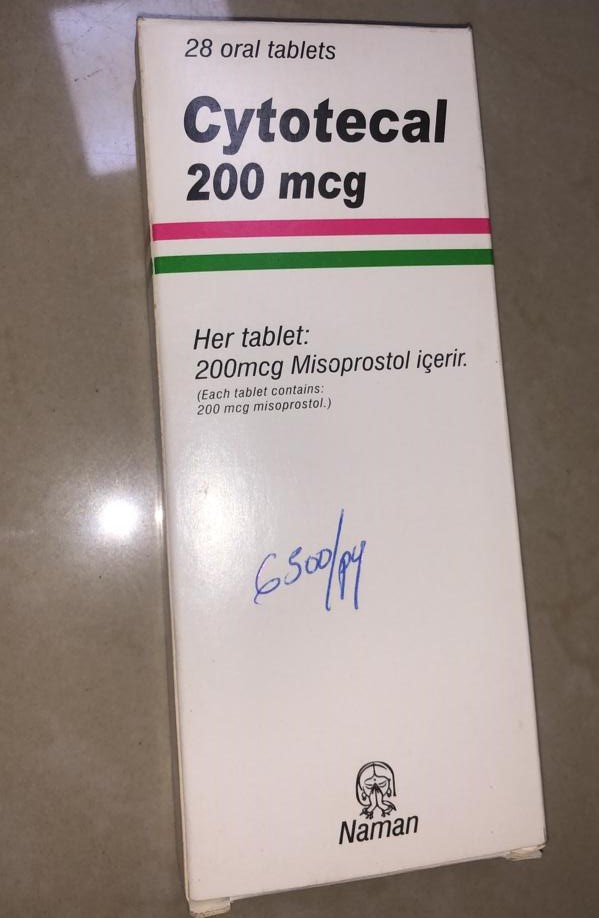 28 oral tablets
Cytotecal
200 mcg
Her tablet:
200mcg Misoprostol içerir.
(Each tablet contains:
200 mcg misoprostol.)
6500/py
Naman